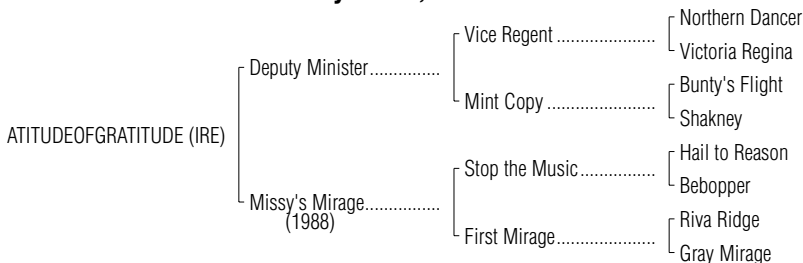 Northern Dancer
Vice Regent
Victoria Regina
Deputy Minister
Bunty's Flight
Mint Copy
Shakney
ATITUDEOFGRATITUDE (IRE)
Hail to Reason
Stop the Music
Bebopper
Missy's Mirage
(1988)
Riva Ridge
First Mirage
Gray Mirage